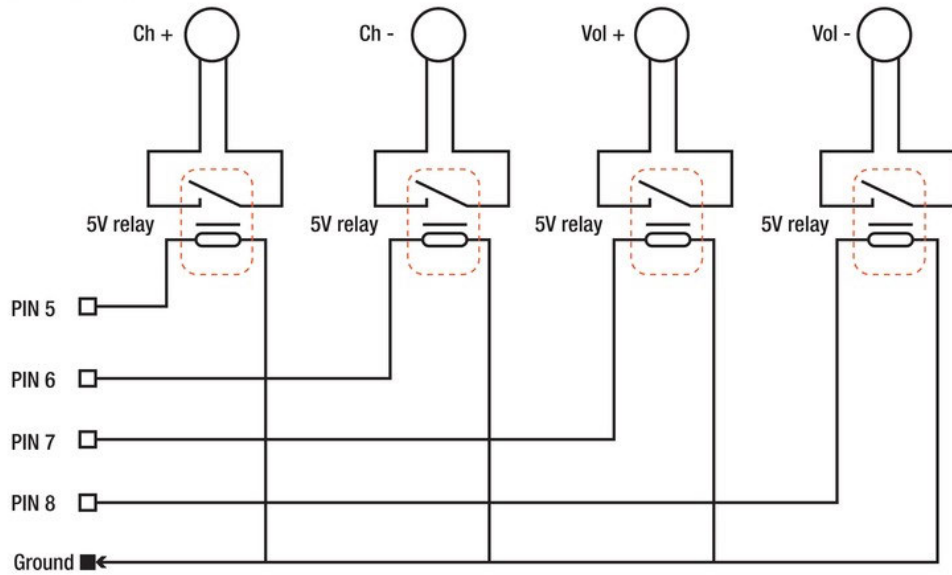 Ch +
Ch -
Vol +
Vol -
5V relay
5V relay
5V relay
5V relay
PIN 5
PIN 6
PIN 7
PIN 8
Ground